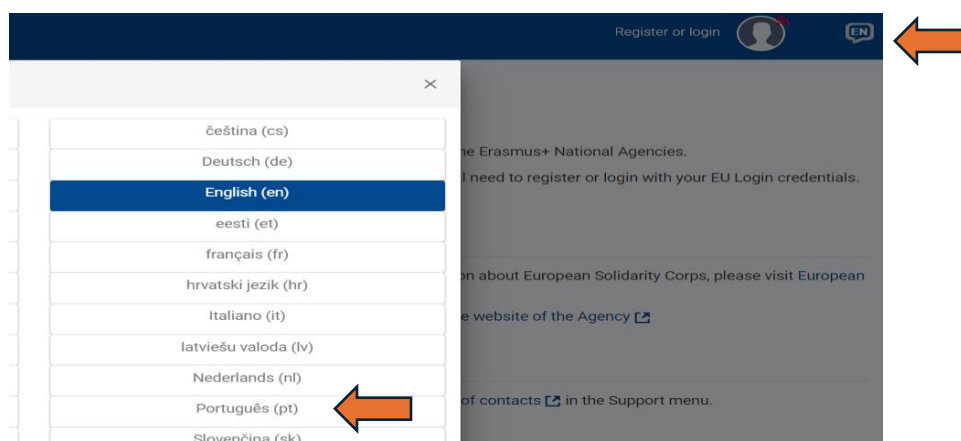 Register or login
EN
×
čeština (cs)
Deutsch (de)
English (en)
eesti (et)
français (fr)
hrvatski jezik (hr)
Italiano (it)
latviešu valoda (lv)
Nederlands (nl)
Português (pt)
Slovenčina (sk)
Erasmus+ National Agencies.
need to register or login with your EU Login credentials.
about European Solidarity Corps, please visit European
website of the Agency
of contacts in the Support menu.